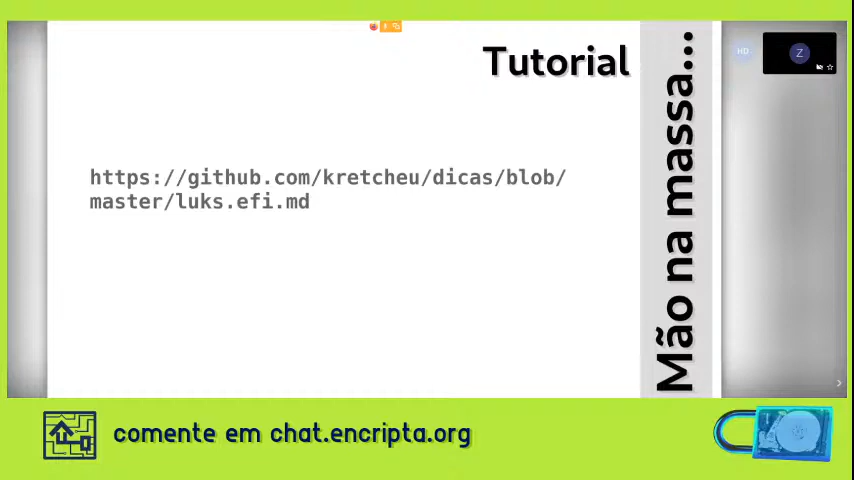 Tutorial
https://github.com/kretcheu/dicas/blob/
master/luks.efi.md
Mão na massa...
HD
Z
comente em chat.encripta.org